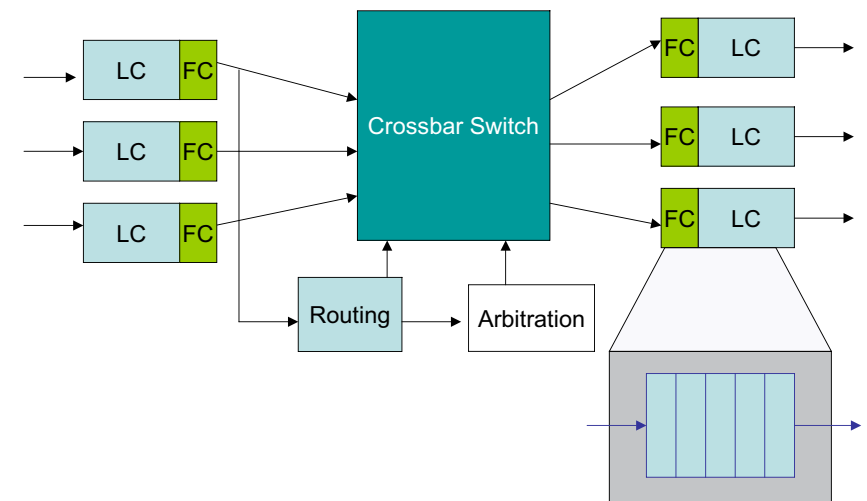 LC FC
LC FC
LC FC
Crossbar Switch
FC LC
FC LC
FC LC
Routing
Arbitration